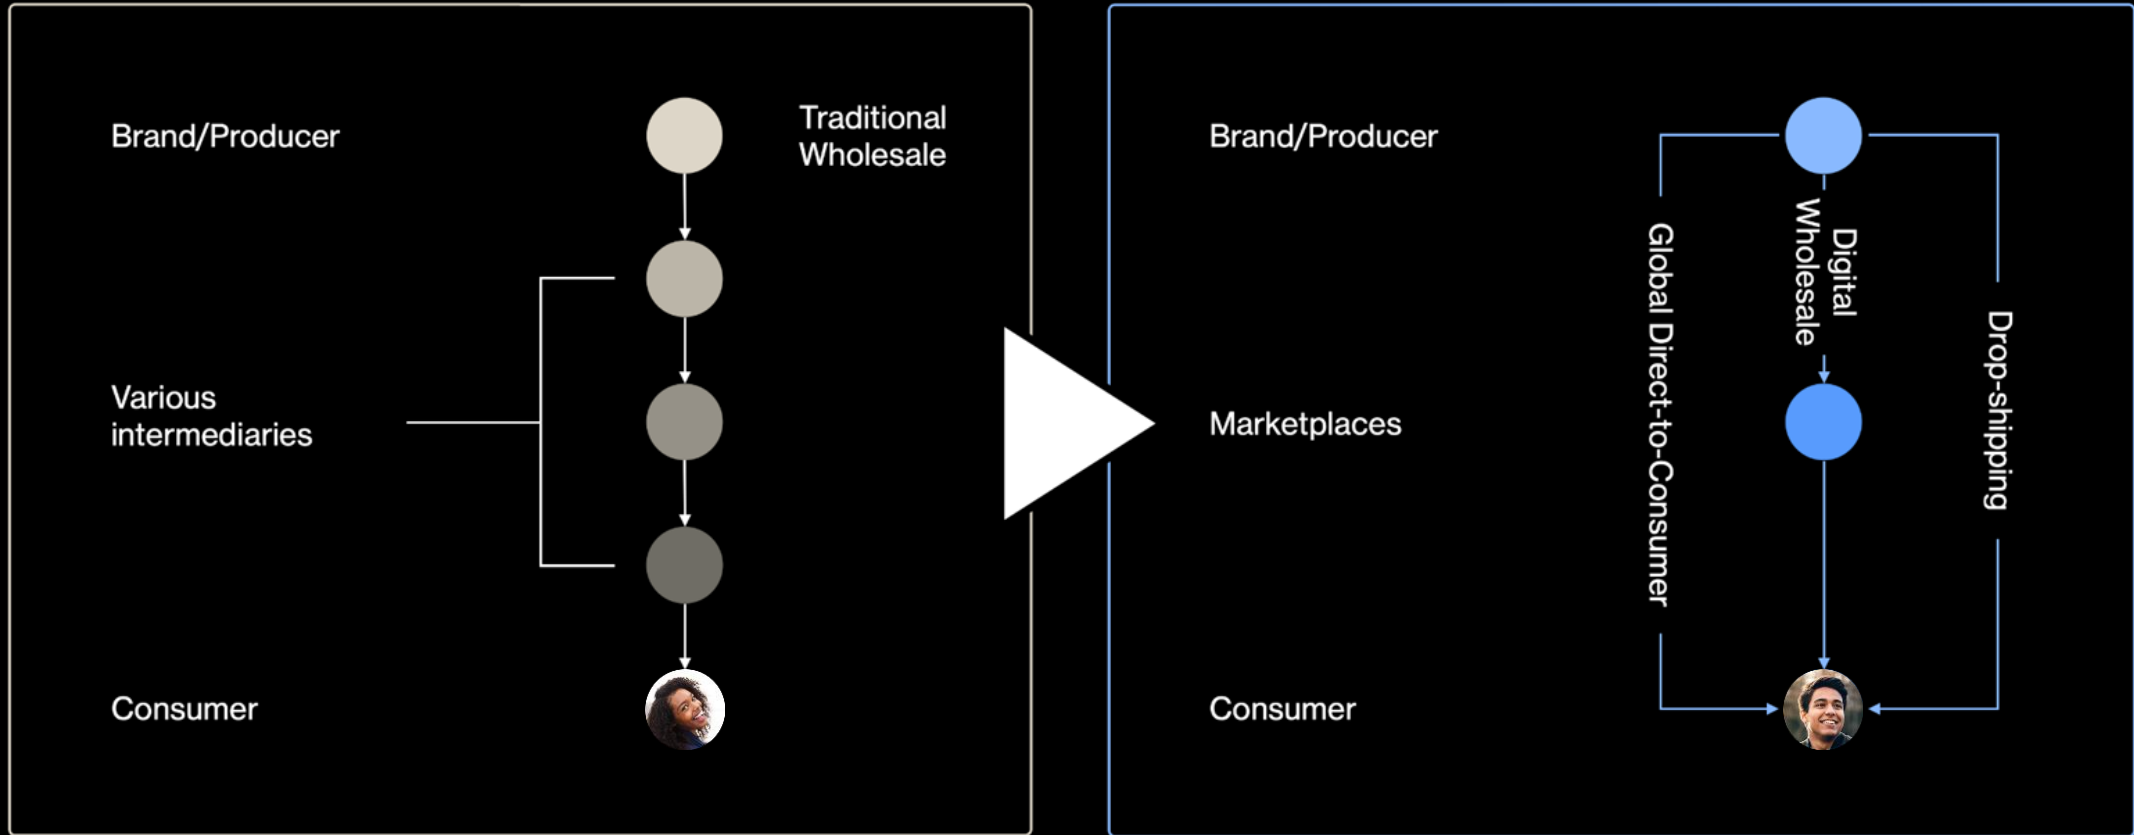 Brand/Producer
Traditional
Wholesale
Various
intermediaries
Consumer
Brand/Producer
Global Direct-to-Consumer
Digital
Wholesale
Drop-shipping
Marketplaces
Consumer